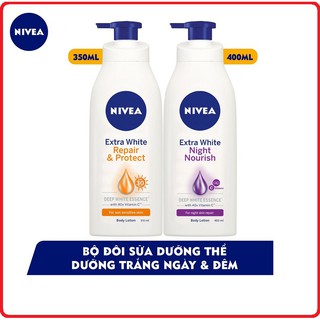 NIVEA
350ML
400ML
NIVEA
Extra White
Repair
& Protect
DEEP WHITE ESSENCE
Body Lotion
NIVEA
Extra White
Night
Nourish
DEEP WHITE ESSENCE
Body Lotion
BỘ ĐÔI SỮA DƯỠNG THỂ
DƯỠNG TRẮNG NGÀY & ĐÊM